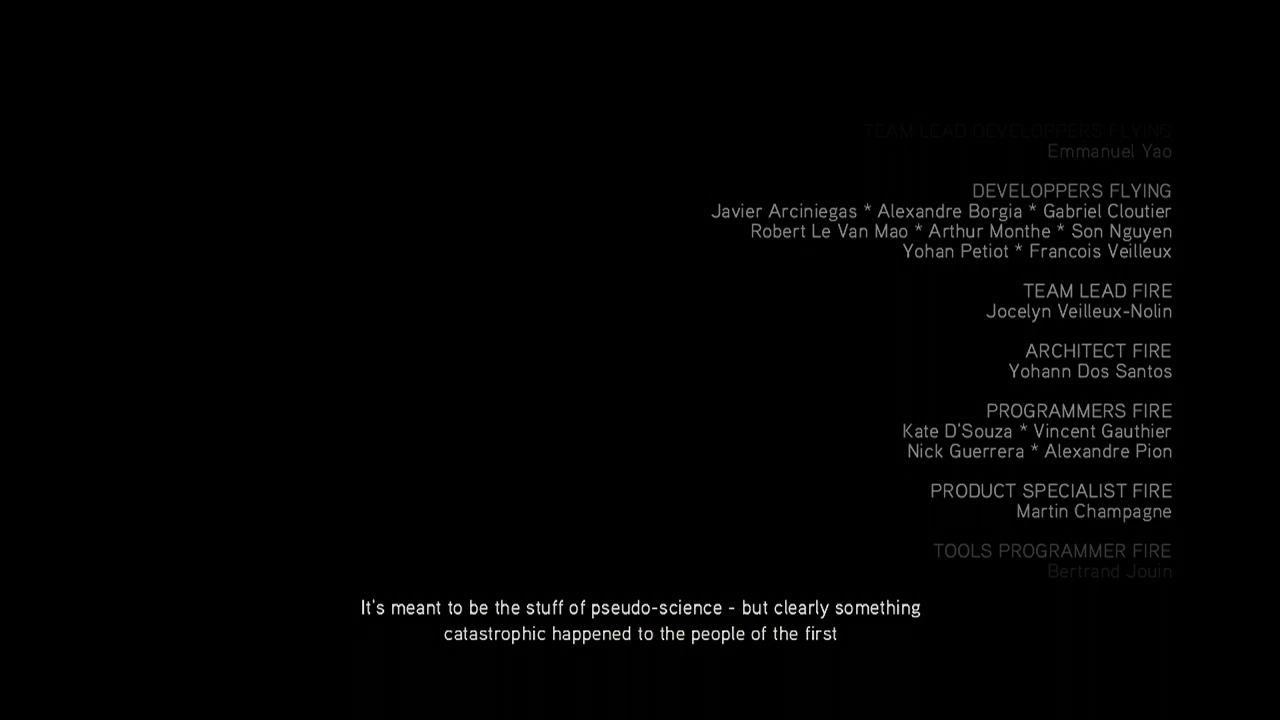 TEAM LEAD DEVELOPPERS FLYING
Emmanuel Yao
DEVELOPPERS FLYING
Javier Arciniegas * Alexandre Borgia * Gabriel Cloutier
Robert Le Van Mao * Arthur Monthe * Son Nguyen
Yohan Petiot * Francois Veilleux
TEAM LEAD FIRE
Jocelyn Veilleux-Nolin
ARCHITECT FIRE
Yohann Dos Santos
PROGRAMMERS FIRE
Kate D'Souza * Vincent Gauthier
Nick Guerrera * Alexandre Pion
PRODUCT SPECIALIST FIRE
Martin Champagne
TOOLS PROGRAMMER FIRE
Bertrand Jouin
It's meant to be the stuff of pseudo-science - but clearly something
catastrophic happened to the people of the first